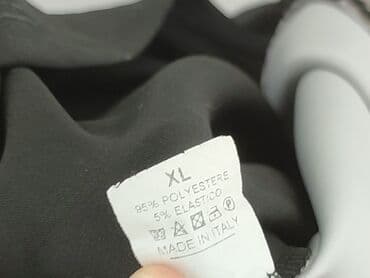 XL
95% POLYESTERE
5% ELASTICO
MADE IN ITALY